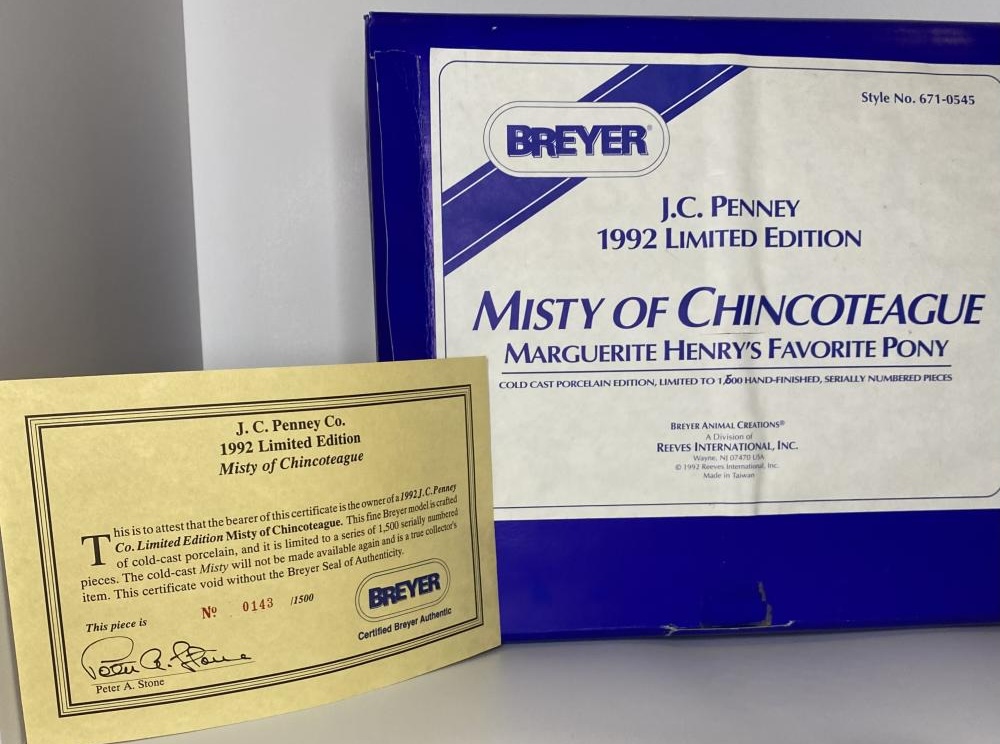 J. C. Penney Co.
1992 Limited Edition
Misty of Chincoteague
This is to attest that the bearer of this certificate is the owner of a 1992 J.C. Penney
Co. Limited Edition Misty of Chincoteague. This fine Breyer model is crafted
of cold-cast porcelain, and it is limited to a series of 1,500 serially numbered
pieces. The cold-cast Misty will not be made available again and is a true collector's
item. This certificate void without the Breyer Seal of Authenticity.
This piece is Nº 0143 /1500
BREYER
Certified Breyer Authentic
Peter A. Stone
Peter A. Stone
Style No. 671-0545
BREYER®
J.C. PENNEY
1992 LIMITED EDITION
MISTY OF CHINCOTEAGUE
MARGUERITE HENRY'S FAVORITE PONY
COLD CAST PORCELAIN EDITION, LIMITED TO 1,500 HAND-FINISHED, SERIALLY NUMBERED PIECES
BREYER ANIMAL CREATIONS®
A Division of
REEVES INTERNATIONAL, INC.
Wayne, NJ 07470 USA
© 1992 Reeves International, Inc.
Made in Taiwan